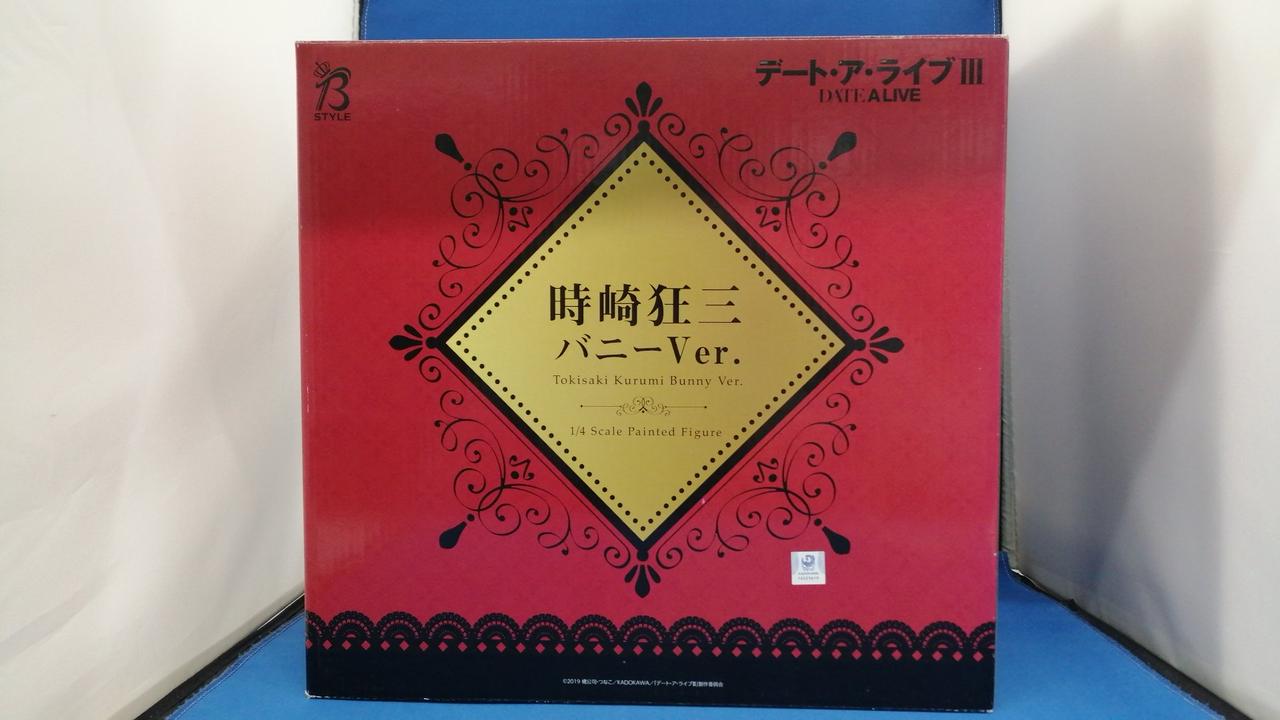 B
STYLE
デート・ア・ライブIII
DATE A LIVE
時崎狂三
バニーVer.
Tokisaki Kurumi Bunny Ver.
1/4 Scale Painted Figure
©2019 橘公司・つなこ/KADOKAWA/「デート・ア・ライブⅢ」製作委員会